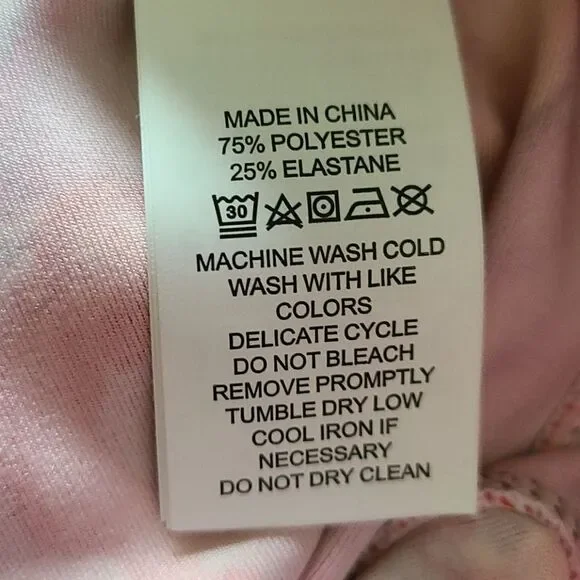 MADE IN CHINA
75% POLYESTER
25% ELASTANE
30
MACHINE WASH COLD
WASH WITH LIKE
COLORS
DELICATE CYCLE
DO NOT BLEACH
REMOVE PROMPTLY
TUMBLE DRY LOW
COOL IRON IF
NECESSARY
DO NOT DRY CLEAN